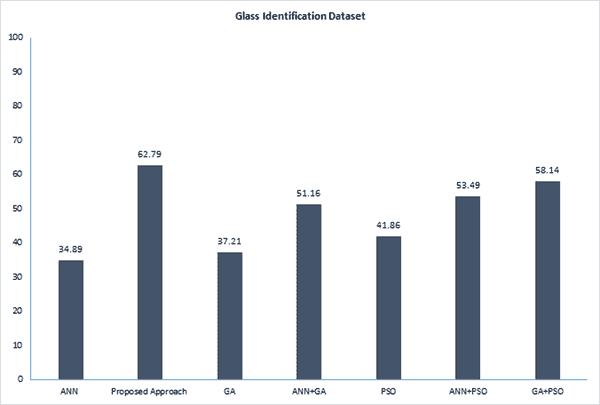 Glass Identification Dataset
100
90
80
70
60
50
40
30
20
10
0
34.89
62.79
37.21
51.16
41.86
53.49
58.14
ANN
Proposed Approach
GA
ANN+GA
PSO
ANN+PSO
GA+PSO